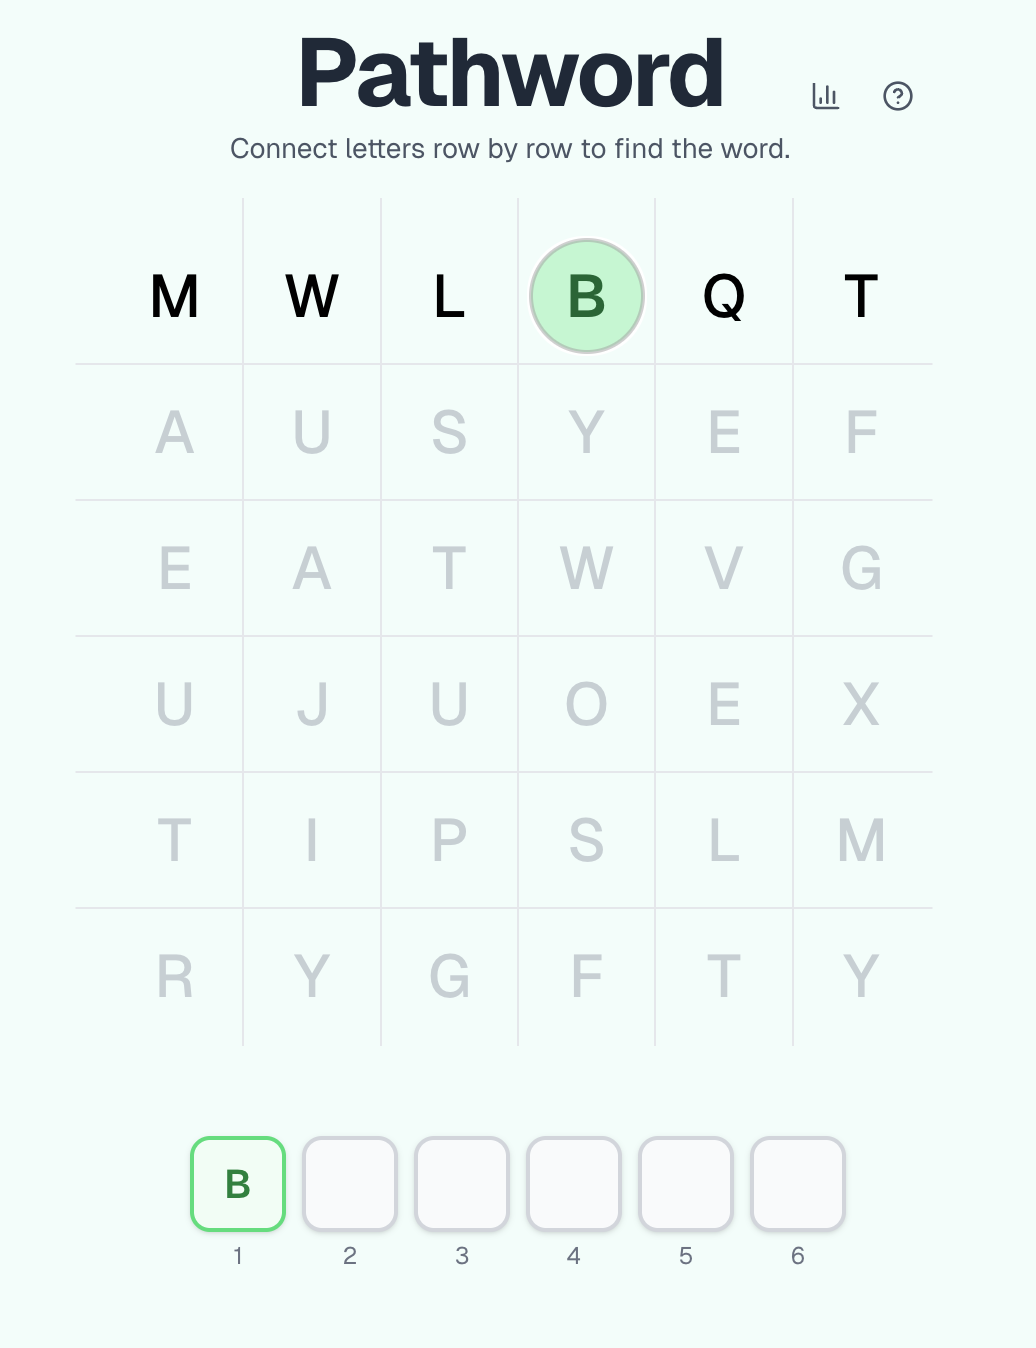 Pathword
Connect letters row by row to find the word.
M W L B Q T
A U S Y E F
E A T W V G
U J U O E X
T I P S L M
R Y G F T Y
B
1 2 3 4 5 6